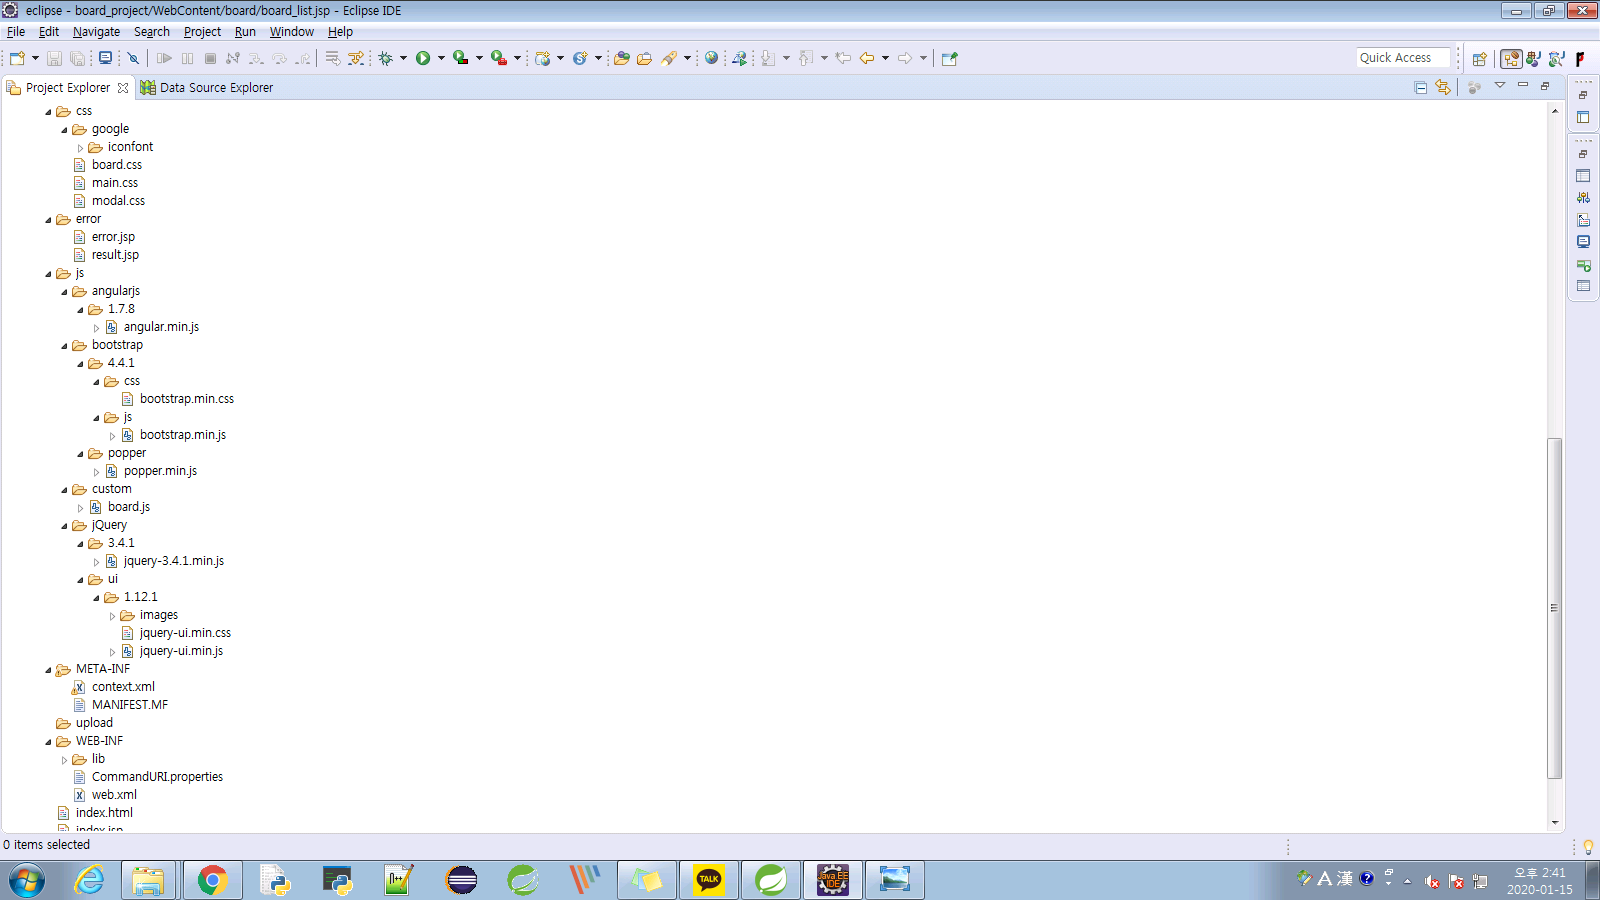 eclipse - board_project/WebContent/board/board_list.jsp - Eclipse IDE
File Edit Navigate Search Project Run Window Help
Quick Access
Project Explorer Data Source Explorer
css
google
iconfont
board.css
main.css
modal.css
error
error.jsp
result.jsp
js
angularjs
1.7.8
angular.min.js
bootstrap
4.4.1
css
bootstrap.min.css
js
bootstrap.min.js
popper
popper.min.js
custom
board.js
jQuery
3.4.1
jquery-3.4.1.min.js
ui
1.12.1
images
jquery-ui.min.css
jquery-ui.min.js
META-INF
context.xml
MANIFEST.MF
upload
WEB-INF
lib
CommandURI.properties
web.xml
index.html
index.jsp
0 items selected
TALK
Java EE
IDE
A 漢
오후 2:41
2020-01-15